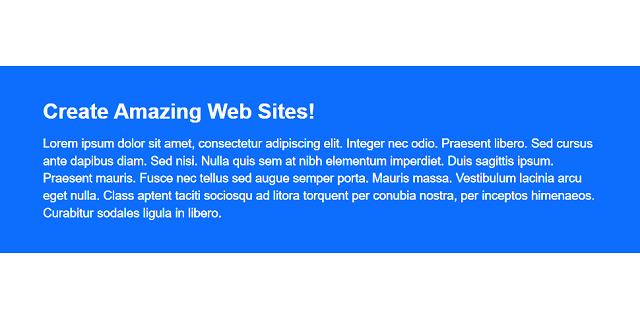 Create Amazing Web Sites!
Lorem ipsum dolor sit amet, consectetur adipiscing elit. Integer nec odio. Praesent libero. Sed cursus
ante dapibus diam. Sed nisi. Nulla quis sem at nibh elementum imperdiet. Duis sagittis ipsum.
Praesent mauris. Fusce nec tellus sed augue semper porta. Mauris massa. Vestibulum lacinia arcu
eget nulla. Class aptent taciti sociosqu ad litora torquent per conubia nostra, per inceptos himenaeos.
Curabitur sodales ligula in libero.